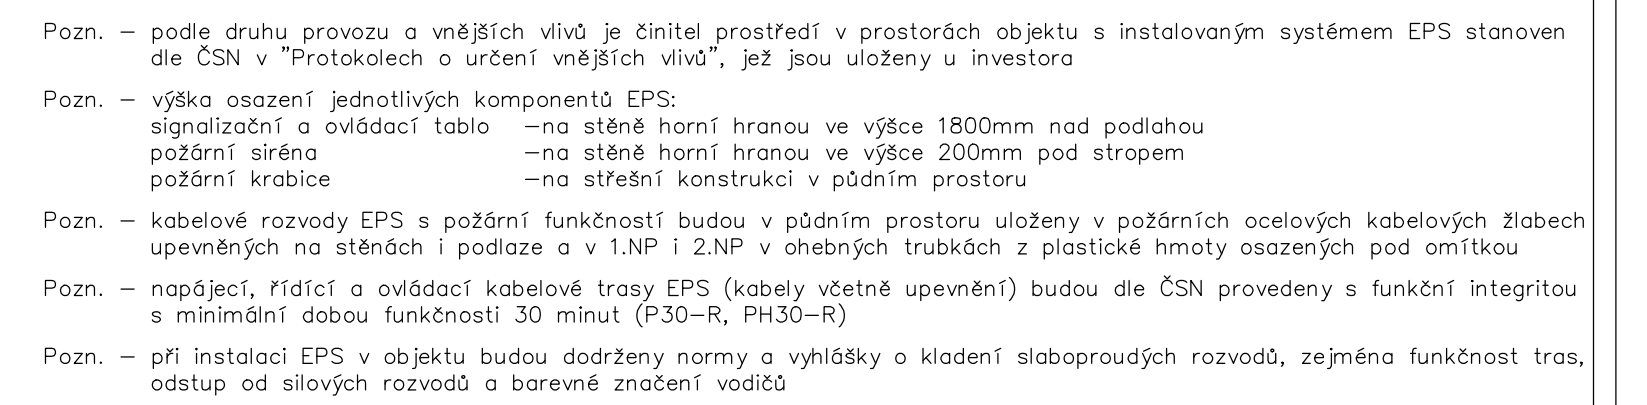 Pozn. – podle druhu provozu a vnějších vlivů je činitel prostředí v prostorách objektu s instalovaným systémem EPS stanoven
dle ČSN v "Protokolech o určení vnějších vlivů", jež jsou uloženy u investora
Pozn. – výška osazení jednotlivých komponentů EPS:
signalizační a ovládací tablo –na stěně horní hranou ve výšce 1800mm nad podlahou
požární siréna –na stěně horní hranou ve výšce 200mm pod stropem
požární krabice –na střešní konstrukci v půdním prostoru
Pozn. – kabelové rozvody EPS s požární funkčností budou v půdním prostoru uloženy v požárních ocelových kabelových žlabech
upevněných na stěnách i podlaze a v 1.NP i 2.NP v ohebných trubkách z plastické hmoty osazených pod omítkou
Pozn. – napájecí, řídící a ovládací kabelové trasy EPS (kabely včetně upevnění) budou dle ČSN provedeny s funkční integritou
s minimální dobou funkčnosti 30 minut (P30–R, PH30–R)
Pozn. – při instalaci EPS v objektu budou dodrženy normy a vyhlášky o kladení slaboproudých rozvodů, zejména funkčnost tras,
odstup od silových rozvodů a barevné značení vodičů